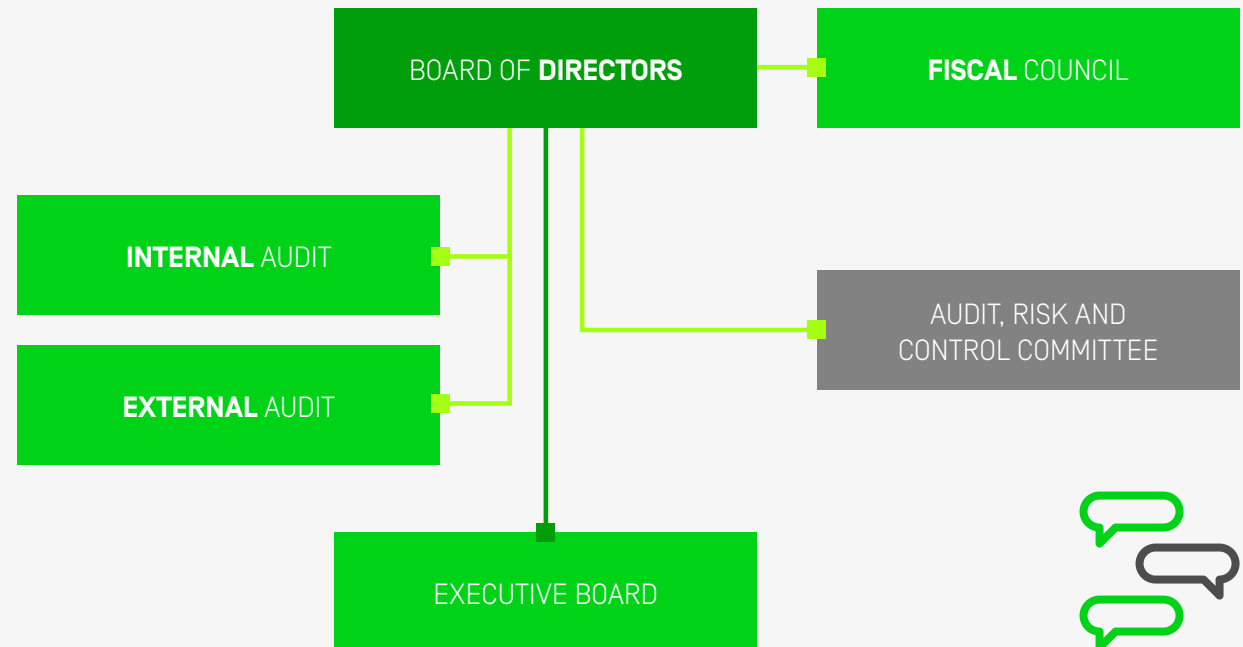 BOARD OF DIRECTORS
FISCAL COUNCIL
INTERNAL AUDIT
AUDIT, RISK AND
CONTROL COMMITTEE
EXTERNAL AUDIT
EXECUTIVE BOARD